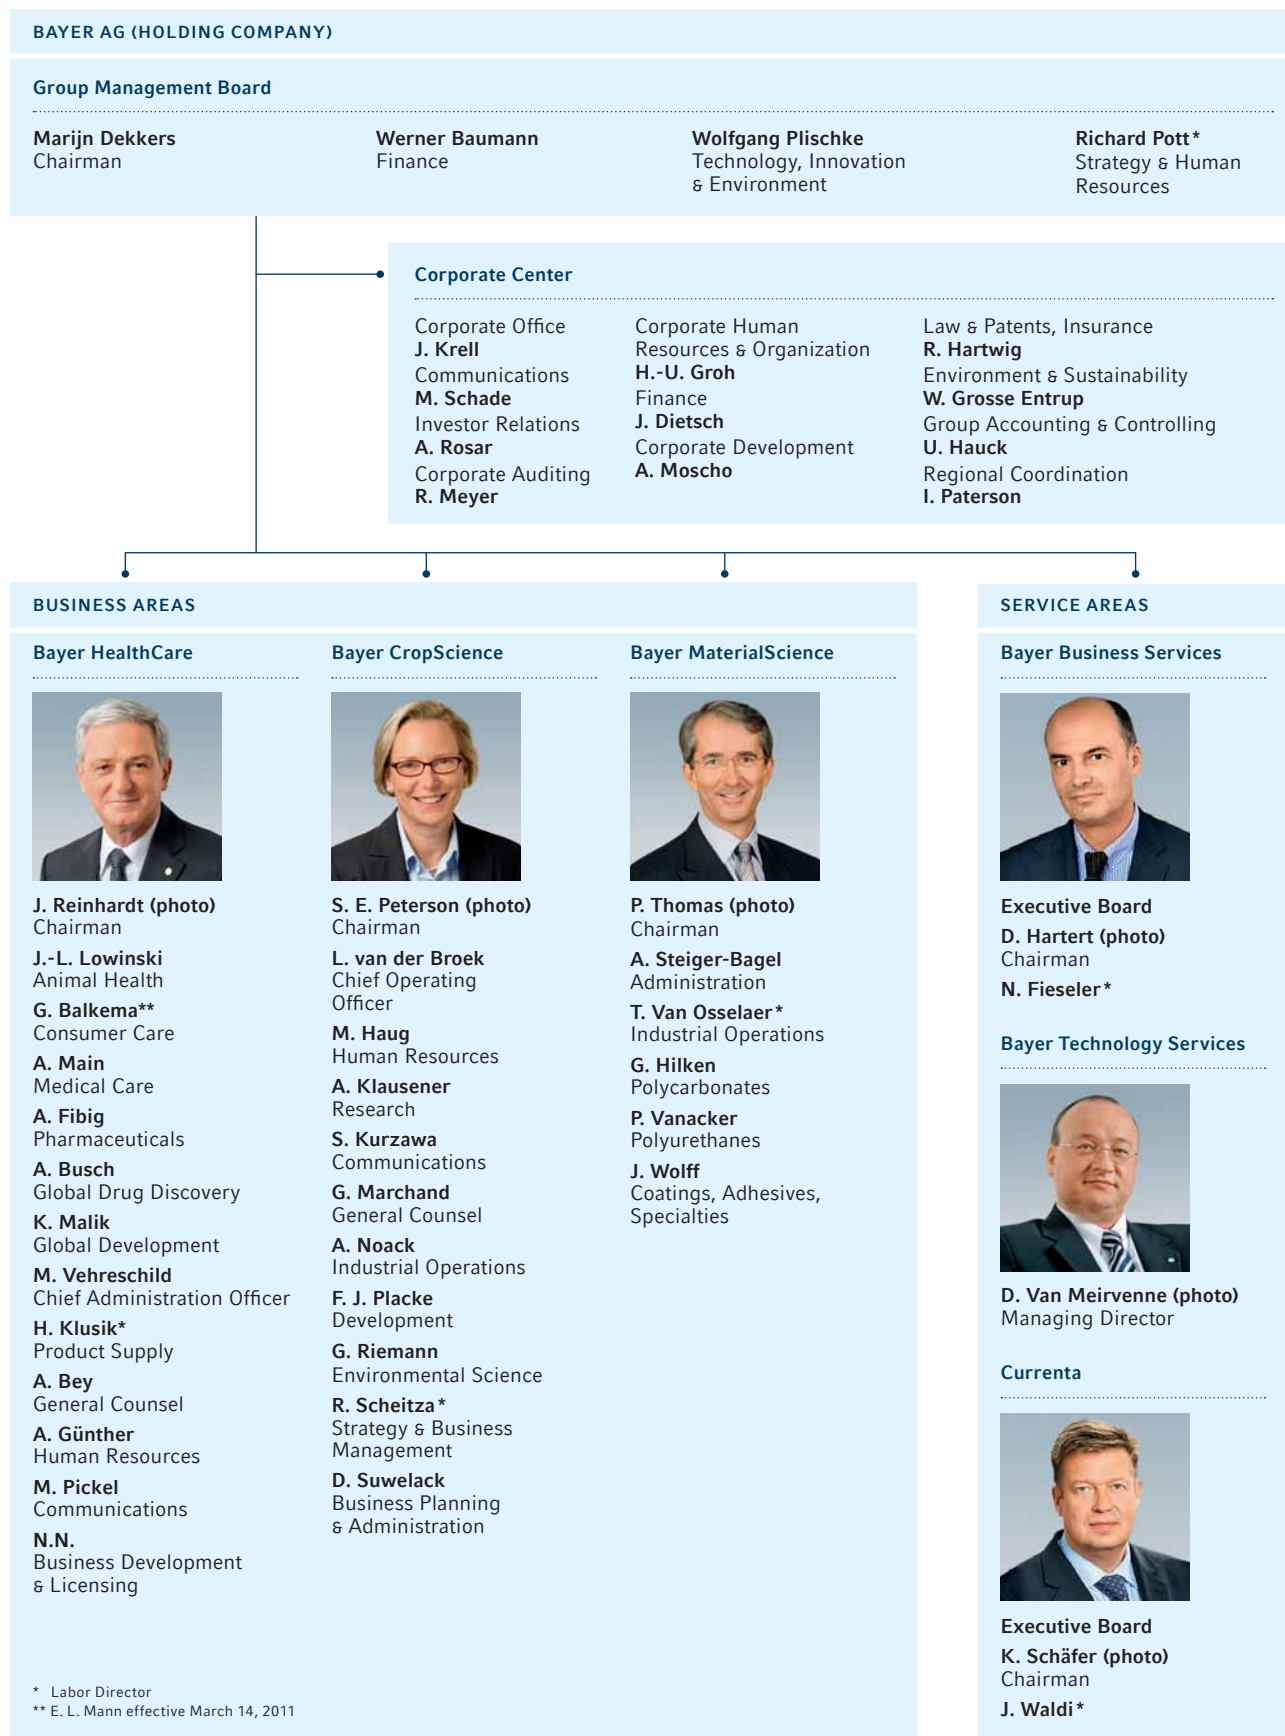 BAYER AG (HOLDING COMPANY)
Group Management Board
Marijn Dekkers
Chairman
Werner Baumann
Finance
Wolfgang Plischke
Technology, Innovation
& Environment
Richard Pott*
Strategy & Human
Resources
Corporate Center
Corporate Office
J. Krell
Communications
M. Schade
Investor Relations
A. Rosar
Corporate Auditing
R. Meyer
Corporate Human
Resources & Organization
H.-U. Groh
Finance
J. Dietsch
Corporate Development
A. Moscho
Law & Patents, Insurance
R. Hartwig
Environment & Sustainability
W. Grosse Entrup
Group Accounting & Controlling
U. Hauck
Regional Coordination
I. Paterson
BUSINESS AREAS
Bayer HealthCare
J. Reinhardt (photo)
Chairman
J.-L. Lowinski
Animal Health
G. Balkema**
Consumer Care
A. Main
Medical Care
A. Fibig
Pharmaceuticals
A. Busch
Global Drug Discovery
K. Malik
Global Development
M. Vehreschild
Chief Administration Officer
H. Klusik*
Product Supply
A. Bey
General Counsel
A. Günther
Human Resources
M. Pickel
Communications
N.N.
Business Development
& Licensing
Bayer CropScience
S. E. Peterson (photo)
Chairman
L. van der Broek
Chief Operating
Officer
M. Haug
Human Resources
A. Klausener
Research
S. Kurzawa
Communications
G. Marchand
General Counsel
A. Noack
Industrial Operations
F. J. Placke
Development
G. Riemann
Environmental Science
R. Scheitza*
Strategy & Business
Management
D. Suwelack
Business Planning
& Administration
Bayer MaterialScience
P. Thomas (photo)
Chairman
A. Steiger-Bagel
Administration
T. Van Osselaer*
Industrial Operations
G. Hilken
Polycarbonates
P. Vanacker
Polyurethanes
J. Wolff
Coatings, Adhesives,
Specialties
SERVICE AREAS
Bayer Business Services
Executive Board
D. Hartert (photo)
Chairman
N. Fieseler*
Bayer Technology Services
D. Van Meirvenne (photo)
Managing Director
Currenta
Executive Board
K. Schäfer (photo)
Chairman
J. Waldi*
* Labor Director
** E. L. Mann effective March 14, 2011